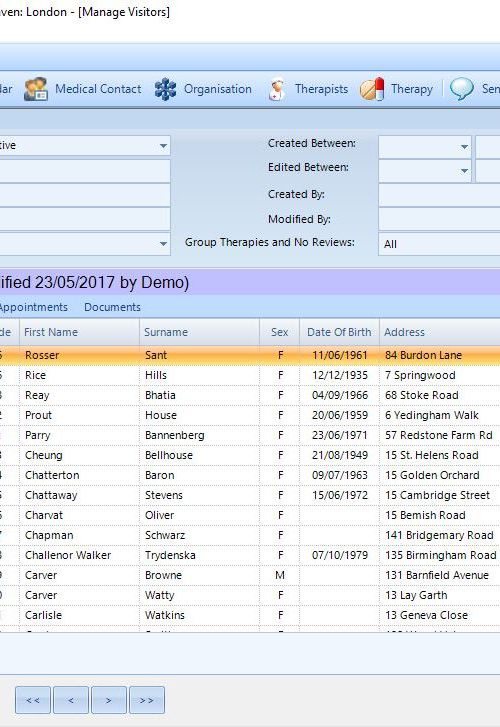 ven: London - [Manage Visitors]
dar Medical Contact Organisation Therapists Therapy Sen
tive Created Between:
Edited Between:
Created By:
Modified By:
Group Therapies and No Reviews: All
ified 23/05/2017 by Demo)
Appointments Documents
de First Name Surname Sex Date Of Birth Address
Rosser Sant F 11/06/1961 84 Burdon Lane
Rice Hills F 12/12/1935 7 Springwood
Reay Bhatia F 04/09/1966 68 Stoke Road
Prout House F 20/06/1959 6 Yedingham Walk
Parry Bannenberg F 23/06/1971 57 Redstone Farm Rd
Cheung Bellhouse F 21/08/1949 15 St. Helens Road
Chatterton Baron F 09/07/1963 15 Golden Orchard
Chattaway Stevens F 15/06/1972 15 Cambridge Street
Charvat Oliver F 15 Bemish Road
Chapman Schwarz F 141 Bridgemary Road
Challenor Walker Trydenska F 07/10/1979 135 Birmingham Road
Carver Browne M 131 Barnfield Avenue
Carver Watty F 13 Lay Garth
Carlisle Watkins F 13 Geneva Close
<< < > >>